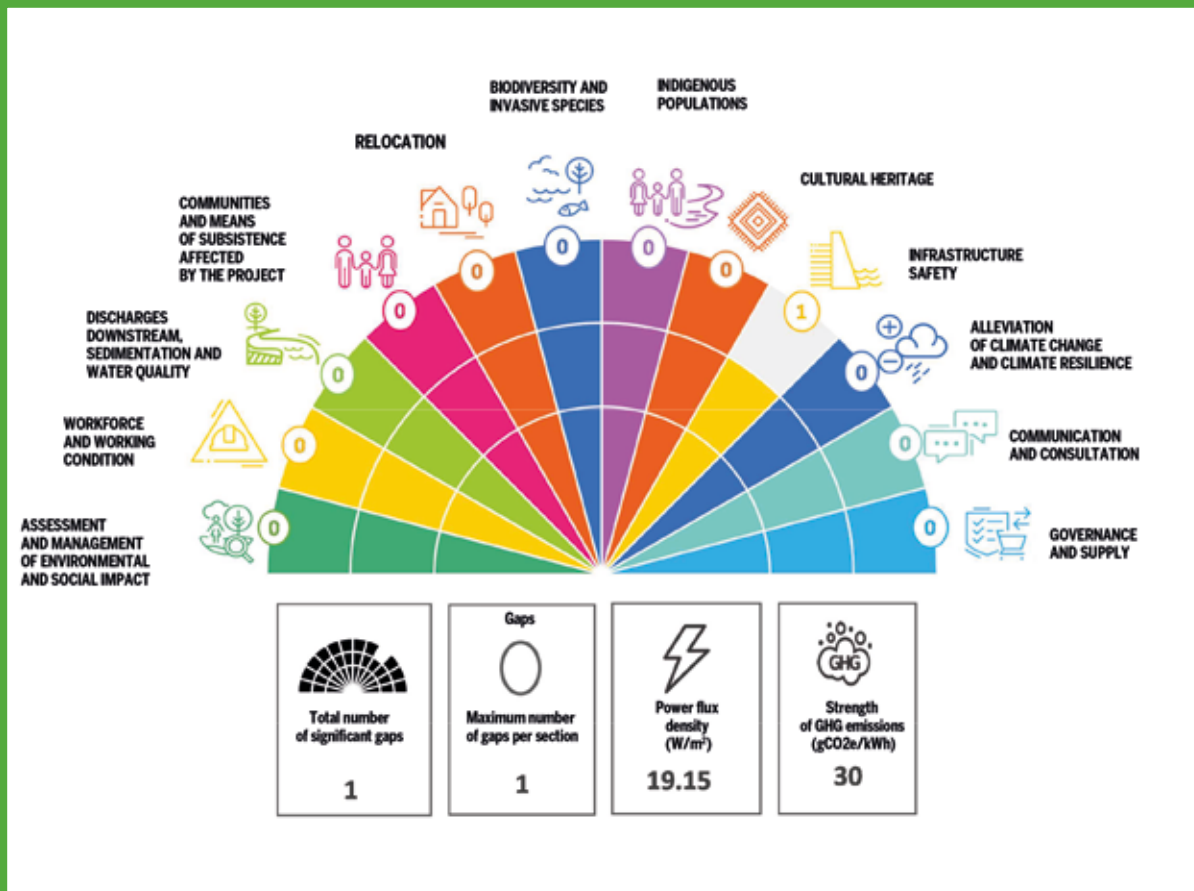 BIODIVERSITY AND
INVASIVE SPECIES
INDIGENOUS
POPULATIONS
RELOCATION
CULTURAL HERITAGE
COMMUNITIES
AND MEANS
OF SUBSISTENCE
AFFECTED
BY THE PROJECT
INFRASTRUCTURE
SAFETY
DISCHARGES
DOWNSTREAM,
SEDIMENTATION AND
WATER QUALITY
ALLEVIATION
OF CLIMATE CHANGE
AND CLIMATE RESILIENCE
WORKFORCE
AND WORKING
CONDITION
COMMUNICATION
AND CONSULTATION
ASSESSMENT
AND MANAGEMENT
OF ENVIRONMENTAL
AND SOCIAL IMPACT
GOVERNANCE
AND SUPPLY
0
0
0
0
0
0
0
0
1
0
0
0
Total number
of significant gaps
1
Gaps
Maximum number
of gaps per section
1
Power flux
density
(W/m²)
19.15
GHG
Strength
of GHG emissions
(gCO2e/kWh)
30